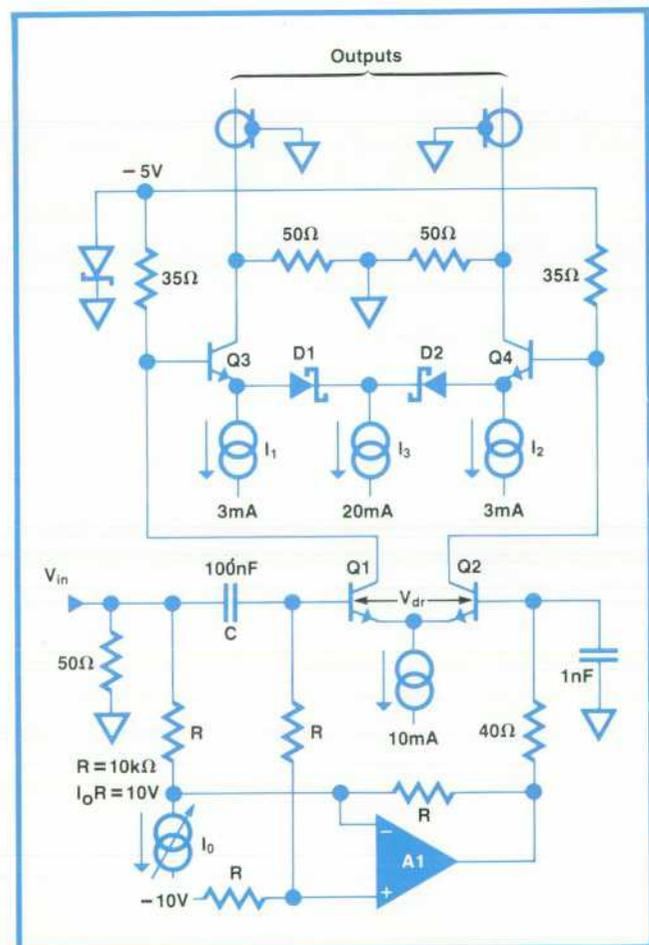 Outputs
− 5V
50Ω
50Ω
35Ω
35Ω
Q3
D1
D2
Q4
I₁
I₃
I₂
3mA
20mA
3mA
Vin
100nF
C
Q1
Vdr
Q2
50Ω
1nF
10mA
40Ω
R
R
R = 10kΩ
IOR = 10V
R
I₀
−
A1
+
R
−10V